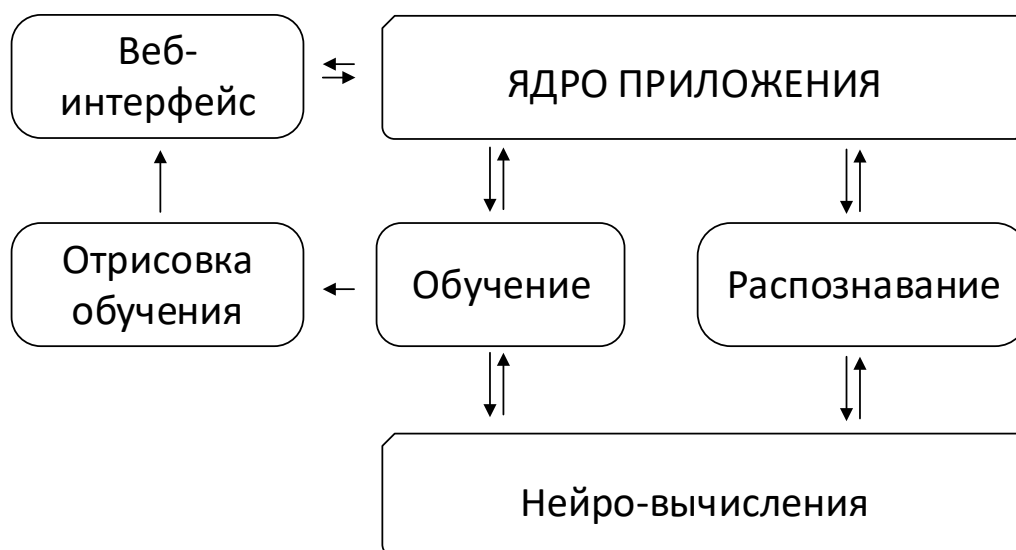 Веб-
интерфейс
ЯДРО ПРИЛОЖЕНИЯ
Отрисовка
обучения
Обучение
Распознавание
Нейро-вычисления